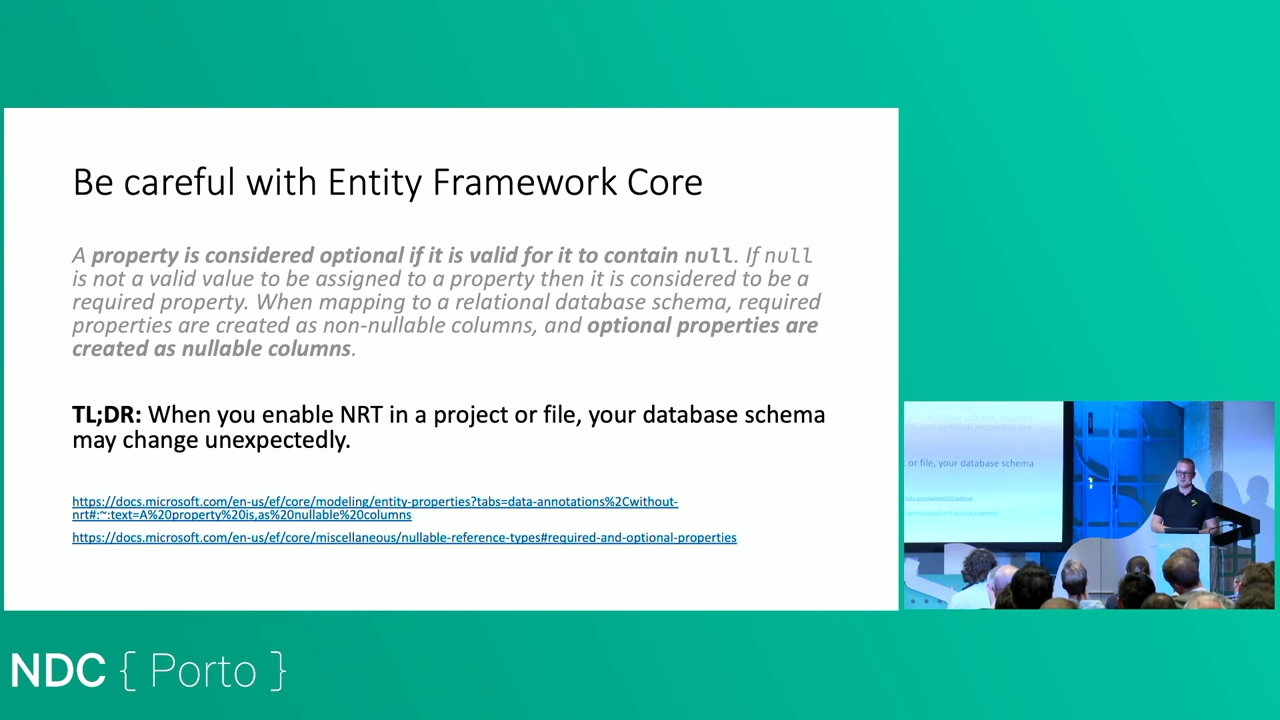 Be careful with Entity Framework Core
A property is considered optional if it is valid for it to contain null. If null
is not a valid value to be assigned to a property then it is considered to be a
required property. When mapping to a relational database schema, required
properties are created as non-nullable columns, and optional properties are
created as nullable columns.
TL;DR: When you enable NRT in a project or file, your database schema
may change unexpectedly.
https://docs.microsoft.com/en-us/ef/core/modeling/entity-properties?tabs=data-annotations%2Cwithout-
nrt#:~:text=A%20property%20is,as%20nullable%20columns
https://docs.microsoft.com/en-us/ef/core/miscellaneous/nullable-reference-types#required-and-optional-properties
or file, your database schema
NDC { Porto }